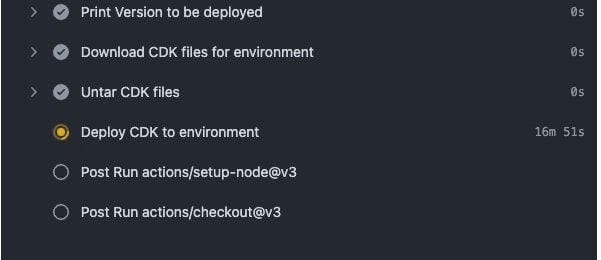 Print Version to be deployed 0s
Download CDK files for environment 0s
Untar CDK files 0s
Deploy CDK to environment 16m 51s
Post Run actions/setup-node@v3
Post Run actions/checkout@v3